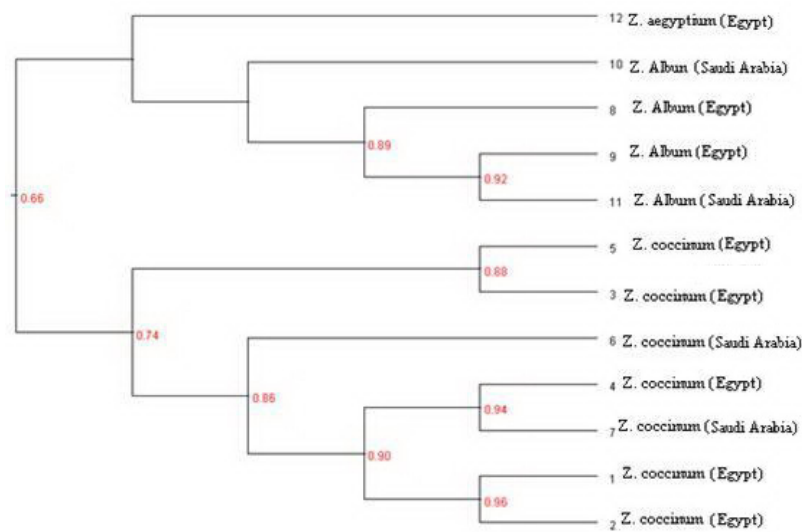 12 Z. aegyptium (Egypt)
10 Z. Albun (Saudi Arabia)
8 Z. Album (Egypt)
0.89
9 Z. Album (Egypt)
0.92
11 Z. Album (Saudi Arabia)
0.66
5 Z. coccinum (Egypt)
0.88
3 Z. coccinum (Egypt)
0.74
6 Z. coccinum (Saudi Arabia)
0.86
4 Z. coccinum (Egypt)
0.94
7 Z. coccinum (Saudi Arabia)
0.90
1 Z. coccinum (Egypt)
0.96
2 Z. coccinum (Egypt)